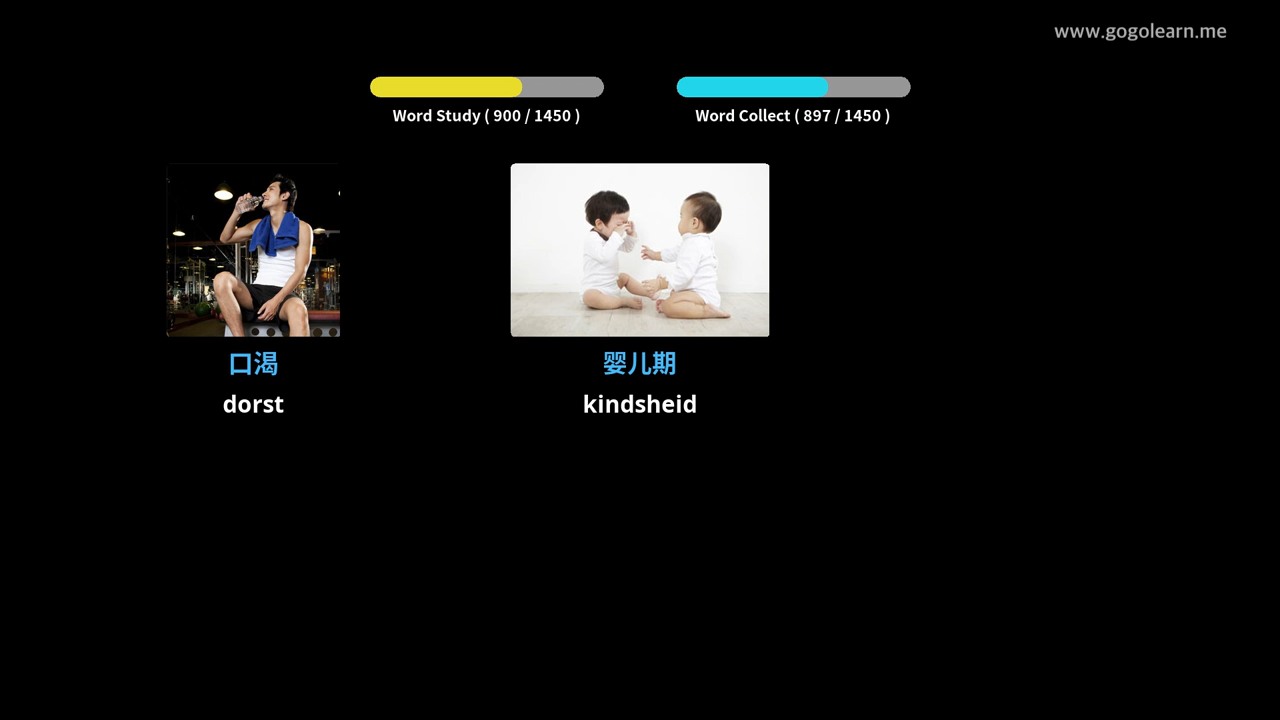 www.gogolearn.me
Word Study ( 900 / 1450 )
Word Collect ( 897 / 1450 )
口渴
婴儿期
dorst
kindsheid